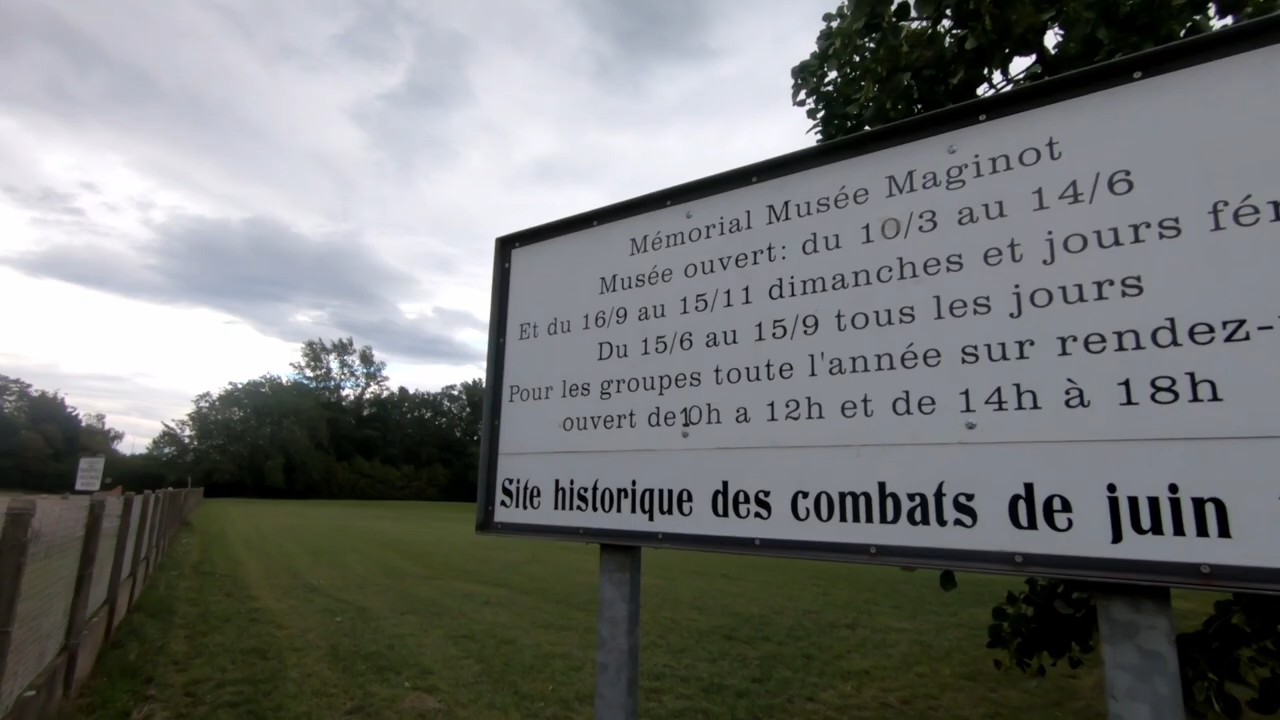 Mémorial Musée Maginot
Musée ouvert: du 10/3 au 14/6
Et du 16/9 au 15/11 dimanches et jours fér
Du 15/6 au 15/9 tous les jours
Pour les groupes toute l'année sur rendez-
ouvert de10h a 12h et de 14h à 18h
Site historique des combats de juin